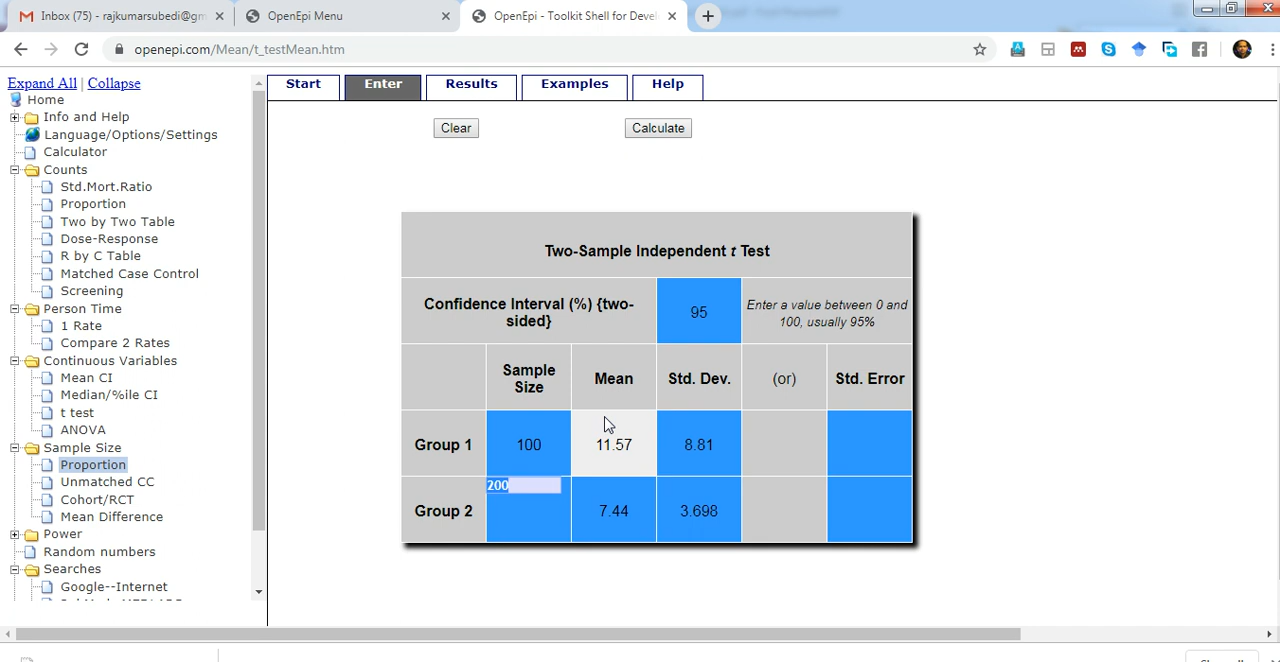 Inbox (75) - rajkumarsubedi@gm
OpenEpi Menu
OpenEpi - Toolkit Shell for Devel
openepi.com/Mean/t_testMean.htm
Expand All | Collapse
Home
Info and Help
Language/Options/Settings
Calculator
Counts
Std.Mort.Ratio
Proportion
Two by Two Table
Dose-Response
R by C Table
Matched Case Control
Screening
Person Time
1 Rate
Compare 2 Rates
Continuous Variables
Mean CI
Median/%ile CI
t test
ANOVA
Sample Size
Proportion
Unmatched CC
Cohort/RCT
Mean Difference
Power
Random numbers
Searches
Google--Internet
Start
Enter
Results
Examples
Help
Clear
Calculate
Two-Sample Independent t Test
Confidence Interval (%) {two-
sided}
95
Enter a value between 0 and
100, usually 95%
Sample
Size
Mean
Std. Dev.
(or)
Std. Error
Group 1
100
11.57
8.81
Group 2
200
7.44
3.698